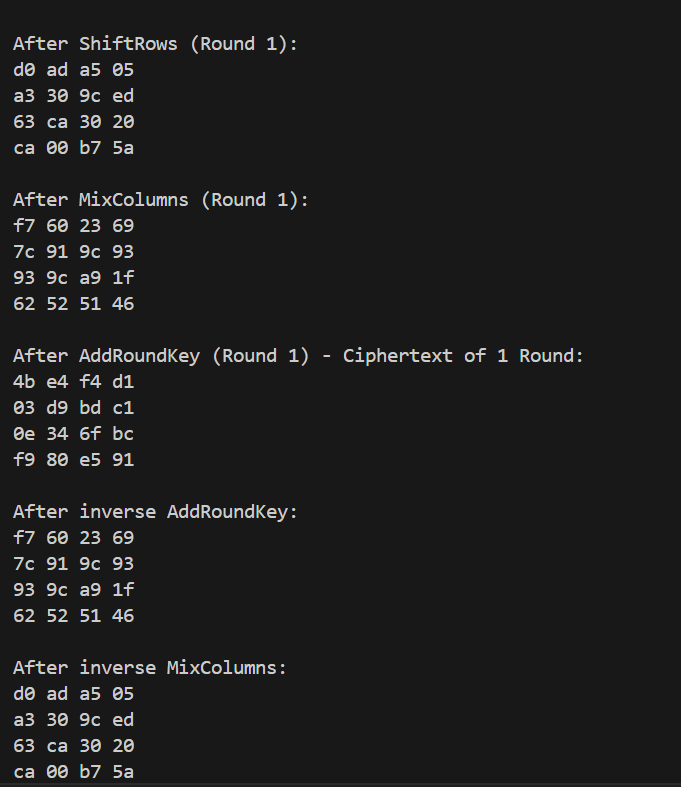 After ShiftRows (Round 1):
d0 ad a5 05
a3 30 9c ed
63 ca 30 20
ca 00 b7 5a
After MixColumns (Round 1):
f7 60 23 69
7c 91 9c 93
93 9c a9 1f
62 52 51 46
After AddRoundKey (Round 1) - Ciphertext of 1 Round:
4b e4 f4 d1
03 d9 bd c1
0e 34 6f bc
f9 80 e5 91
After inverse AddRoundKey:
f7 60 23 69
7c 91 9c 93
93 9c a9 1f
62 52 51 46
After inverse MixColumns:
d0 ad a5 05
a3 30 9c ed
63 ca 30 20
ca 00 b7 5a